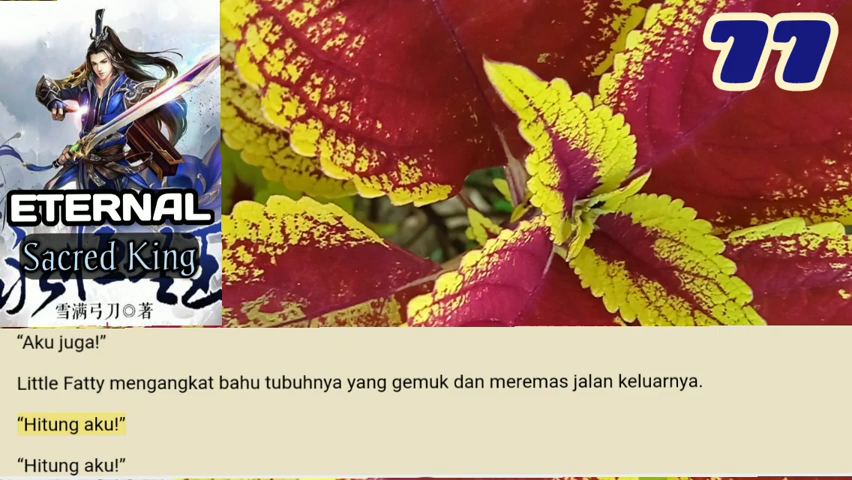 77
ETERNAL
Sacred King
雪满弓刀◎著
“Aku juga!”
Little Fatty mengangkat bahu tubuhnya yang gemuk dan meremas jalan keluarnya.
“Hitung aku!”
“Hitung aku!”